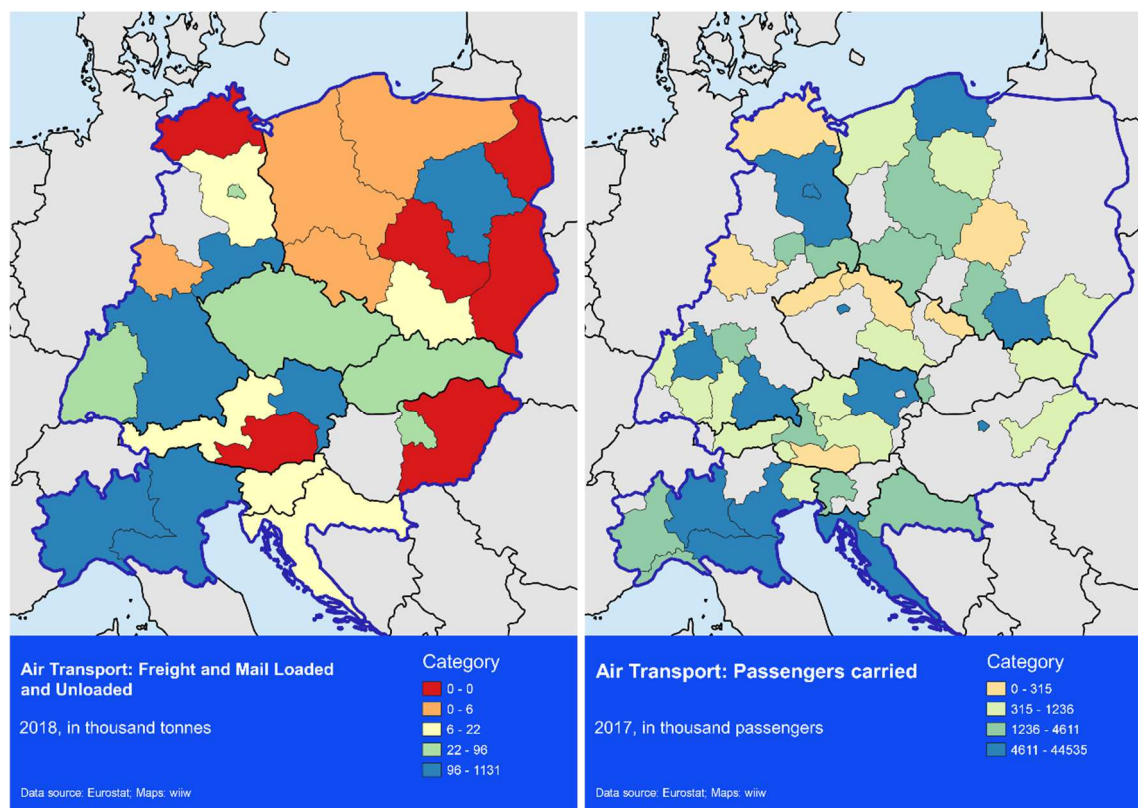 Air Transport: Freight and Mail Loaded
and Unloaded
2018, in thousand tonnes
Category
0 - 0
0 - 6
6 - 22
22 - 96
96 - 1131
Data source: Eurostat; Maps: wiiw
Air Transport: Passengers carried
2017, in thousand passengers
Category
0 - 315
315 - 1236
1236 - 4611
4611 - 44535
Data source: Eurostat; Maps: wiiw